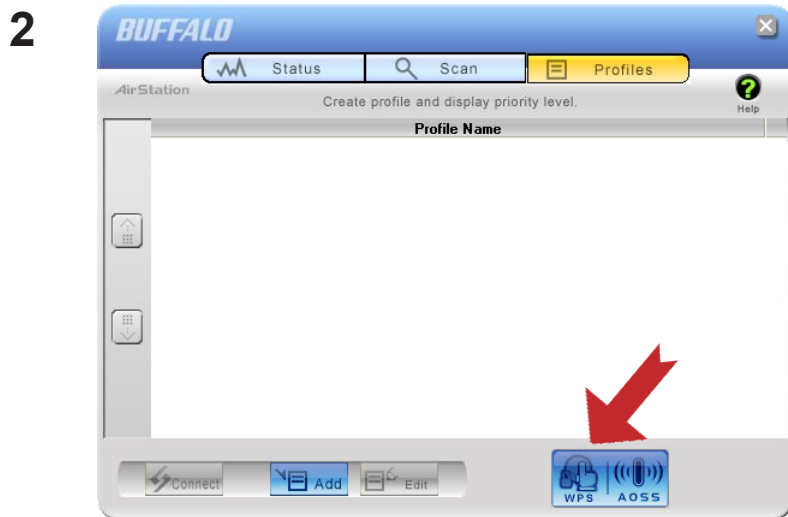 2
BUFFALO
Status Scan Profiles
AirStation
Create profile and display priority level.
Help
Profile Name
Connect Add Edit
WPS AOSS